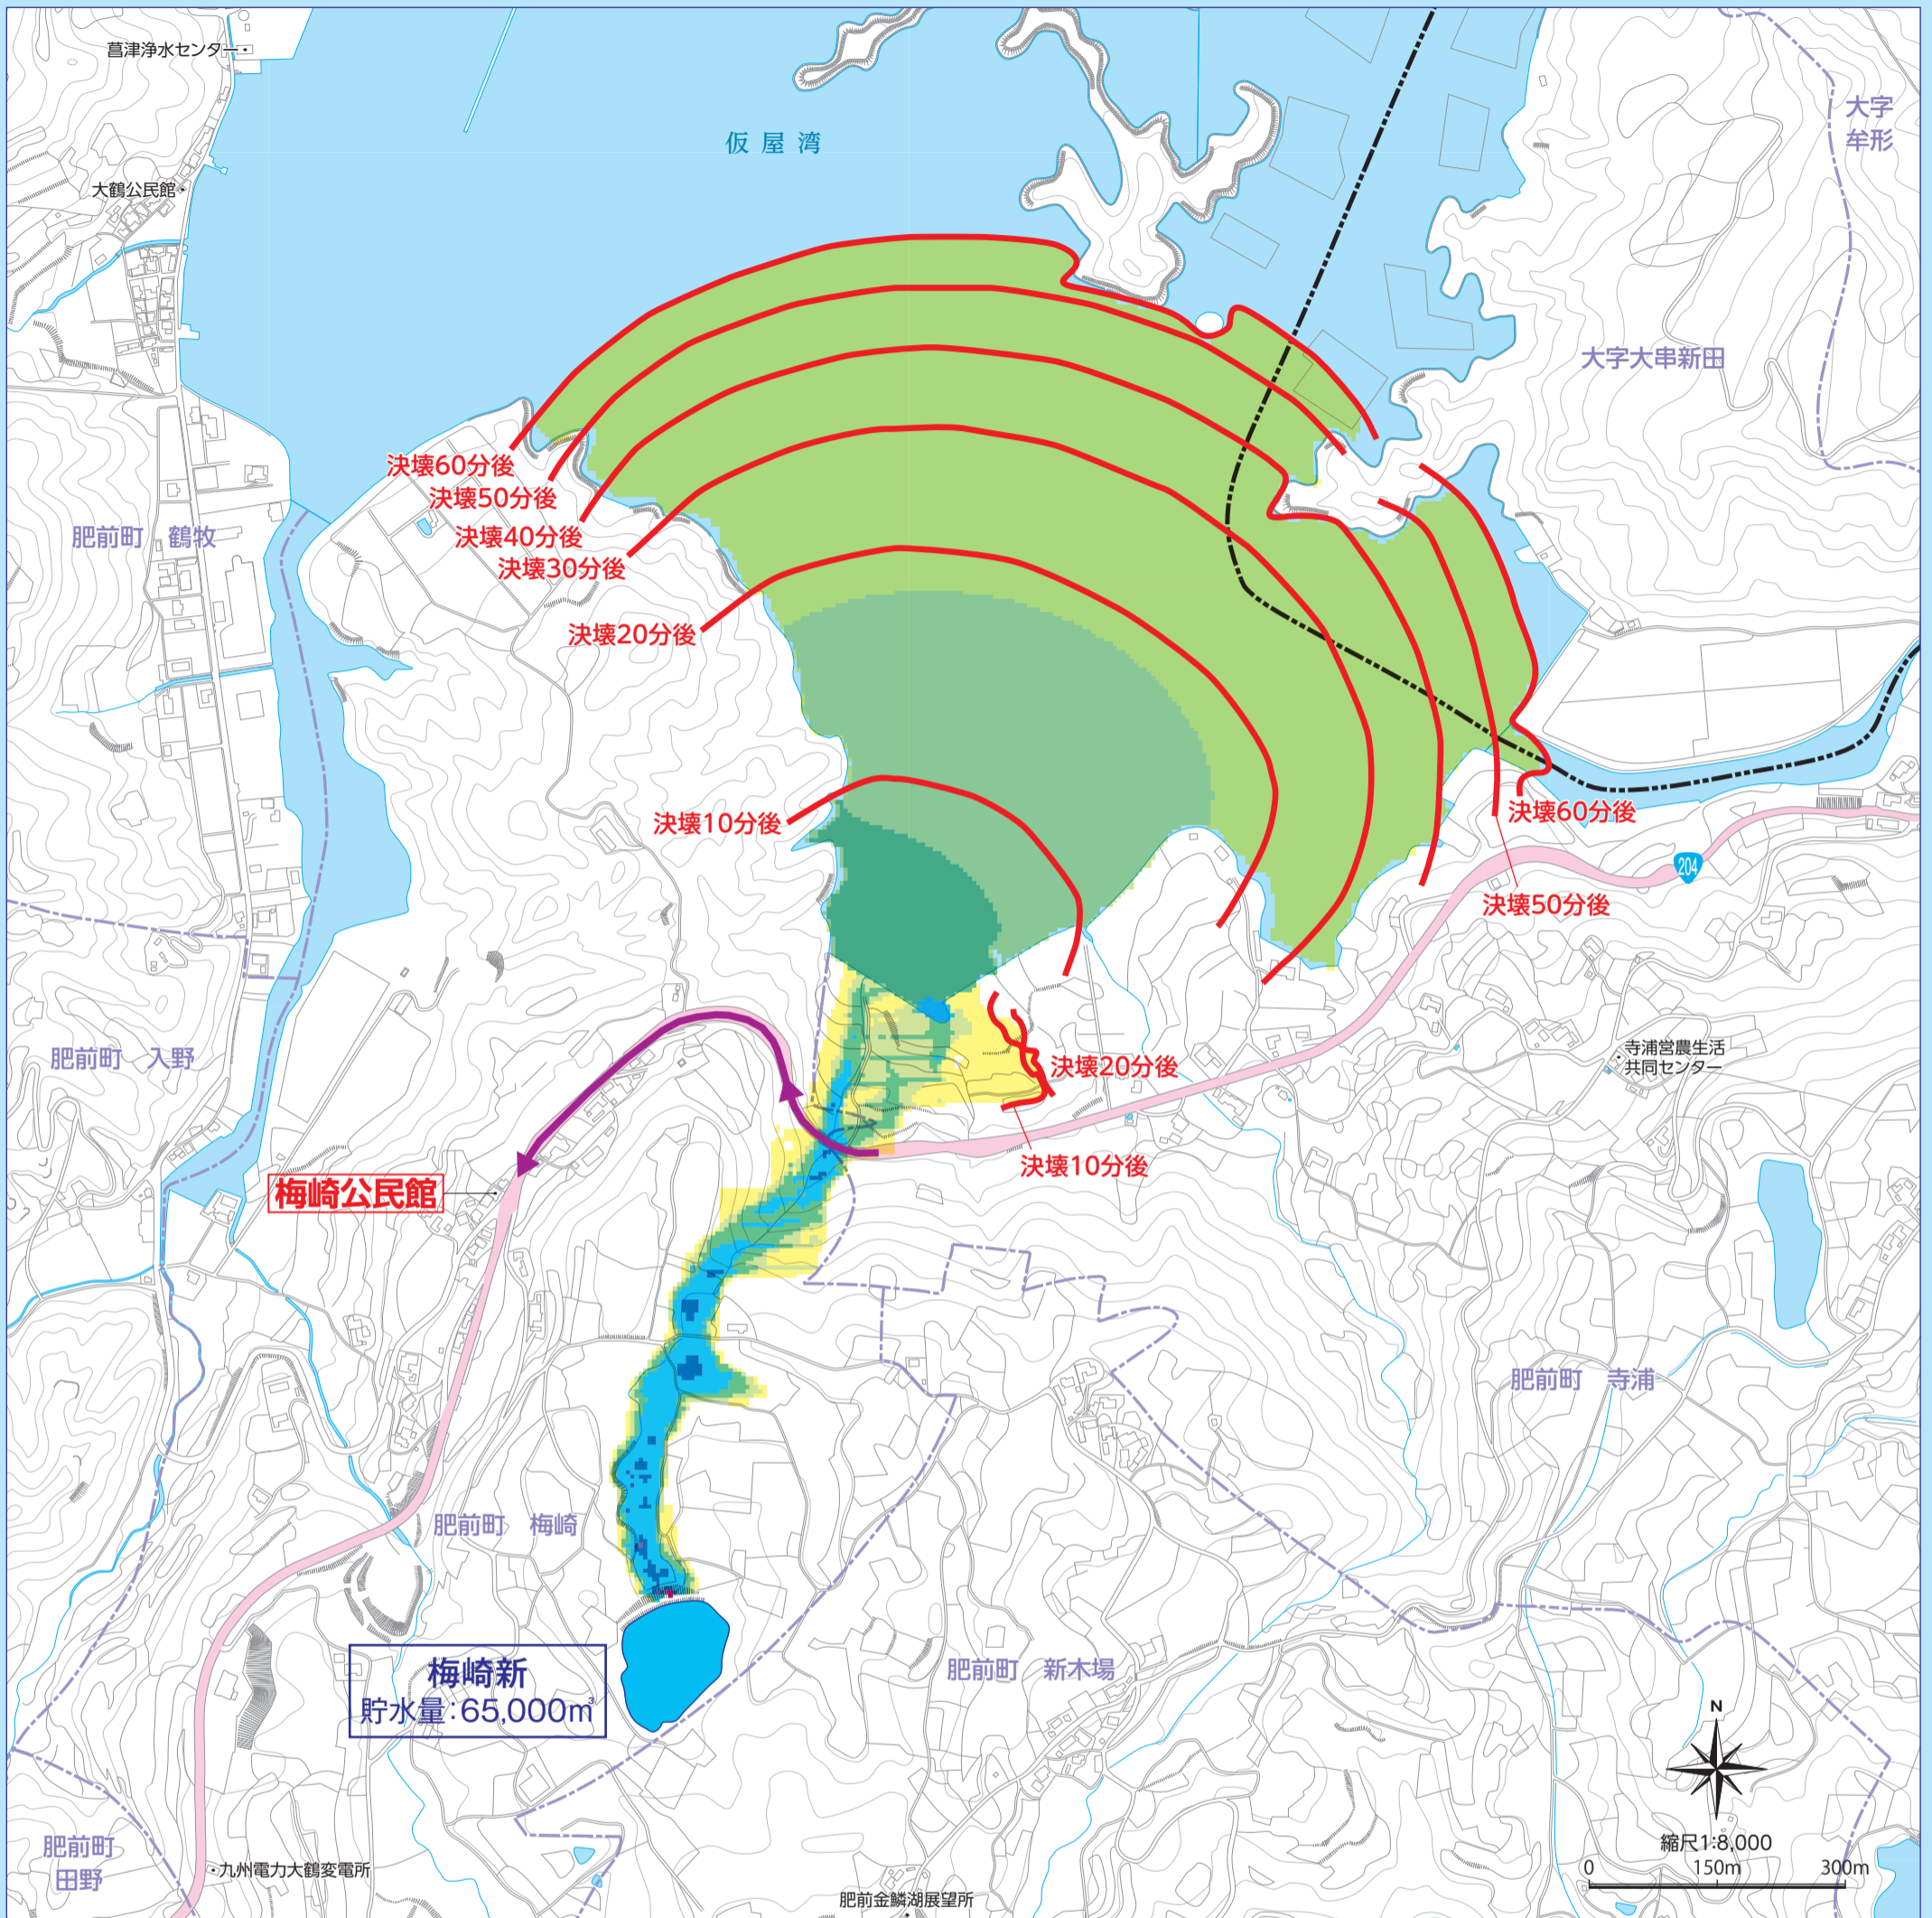 菖津浄水センター
仮屋湾
大字
牟形
大鶴公民館
大字大串新田
決壊60分後
決壊50分後
決壊40分後
決壊30分後
肥前町 鶴牧
決壊20分後
決壊10分後
決壊60分後
204
決壊50分後
肥前町 入野
寺浦営農生活
共同センター
決壊20分後
決壊10分後
梅崎公民館
肥前町 寺浦
肥前町 梅崎
梅崎新
貯水量:65,000m³
肥前町 新木場
N
肥前町
田野
九州電力大鶴変電所
縮尺1:8,000
0 150m 300m
肥前金鱗湖展望所